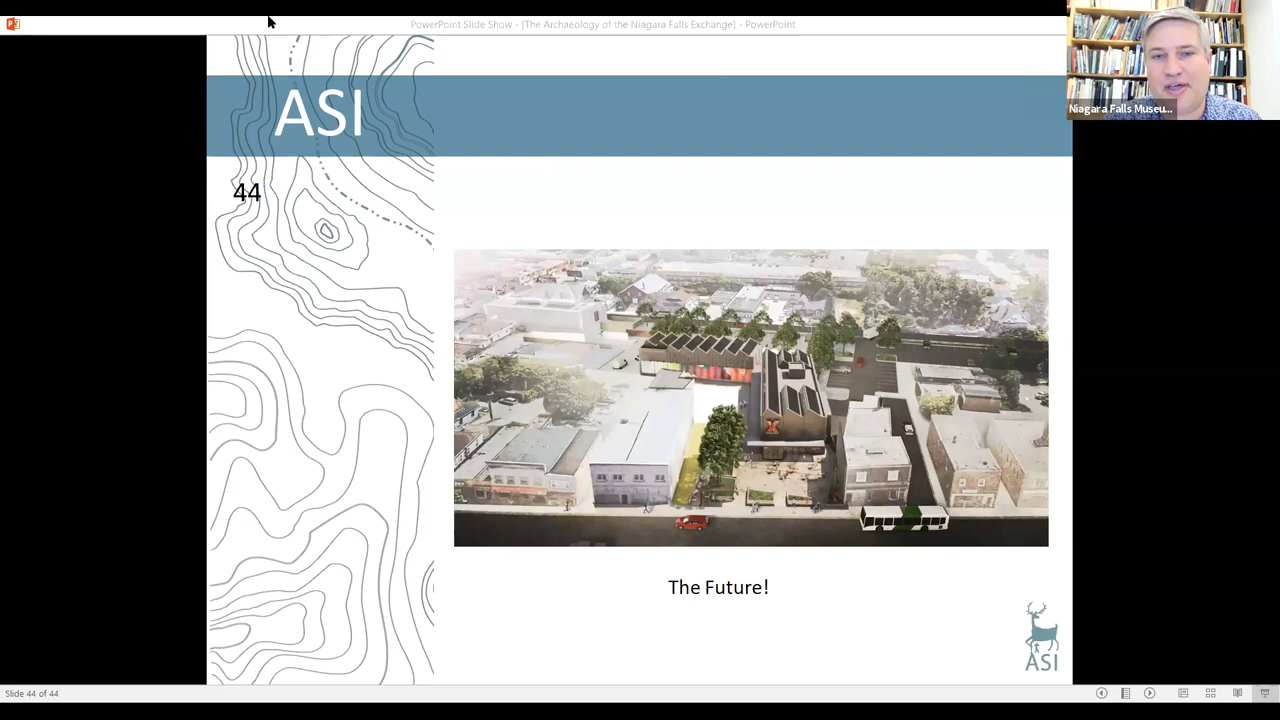 PowerPoint Slide Show - [The Archaeology of the Niagara Falls Exchange] - PowerPoint
Niagara Falls Museu...
ASI
44
X
The Future!
ASI
Slide 44 of 44